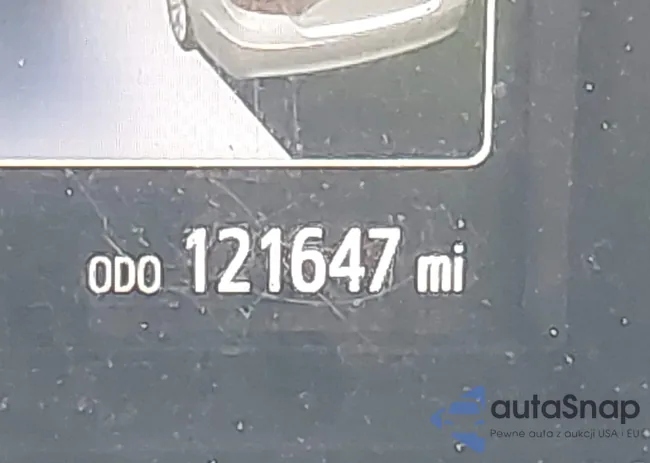 ODO 121647 mi
autaSnap
Pewne auta z aukcji USA i EU